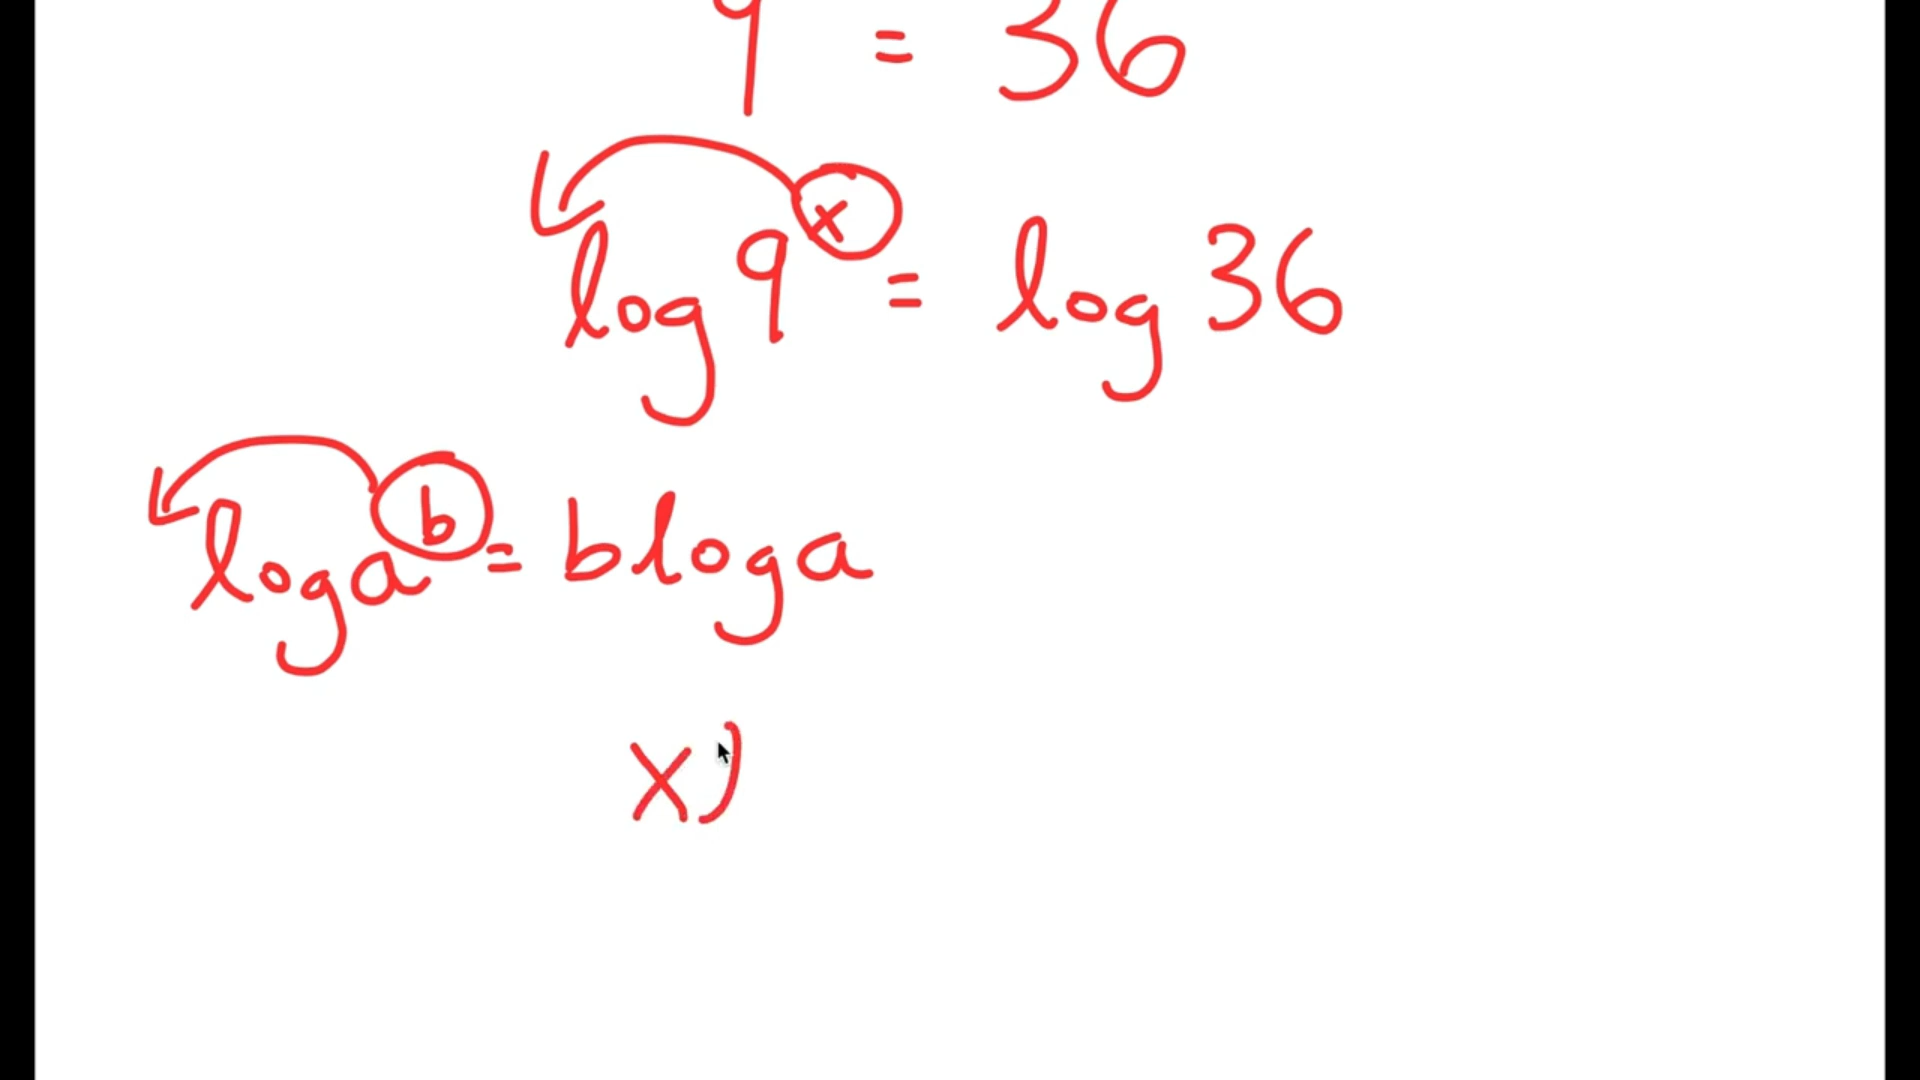 9 = 36
log 9^x = log 36
log a^b = b log a
x)